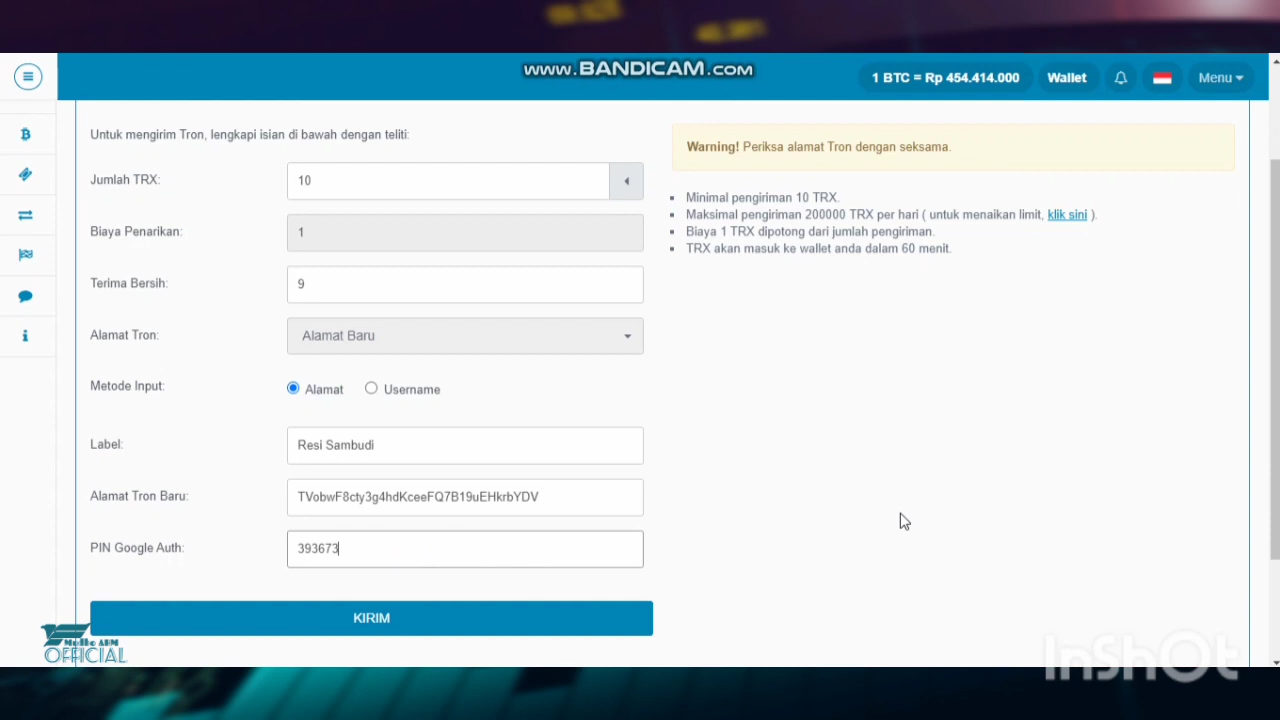 www.BANDICAM.com
1 BTC = Rp 454.414.000
Wallet
Menu
Untuk mengirim Tron, lengkapi isian di bawah dengan teliti:
Jumlah TRX:
10
Biaya Penarikan:
1
Terima Bersih:
9
Alamat Tron:
Alamat Baru
Metode Input:
Alamat
Username
Label:
Resi Sambudi
Alamat Tron Baru:
TVobwF8cty3g4hdKceeFQ7B19uEHkrbYDV
PIN Google Auth:
393673
KIRIM
Warning! Periksa alamat Tron dengan seksama.
Minimal pengiriman 10 TRX.
Maksimal pengiriman 200000 TRX per hari ( untuk menaikan limit, klik sini ).
Biaya 1 TRX dipotong dari jumlah pengiriman.
TRX akan masuk ke wallet anda dalam 60 menit.
OFFICIAL
InShOt